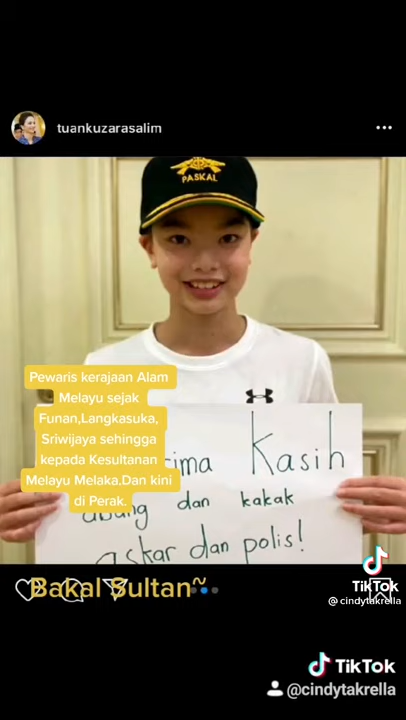 tuankuzarasalim
PASKAL
Pewaris kerajaan Alam
Melayu sejak
Funan,Langkasuka,
Sriwijaya sehingga
kepada Kesultanan
Melayu Melaka.Dan kini
di Perak.
Kasih
dan kakak
askar dan polis!
Bakal Sultan~
TikTok
@cindytakrella
TikTok
@cindytakrella